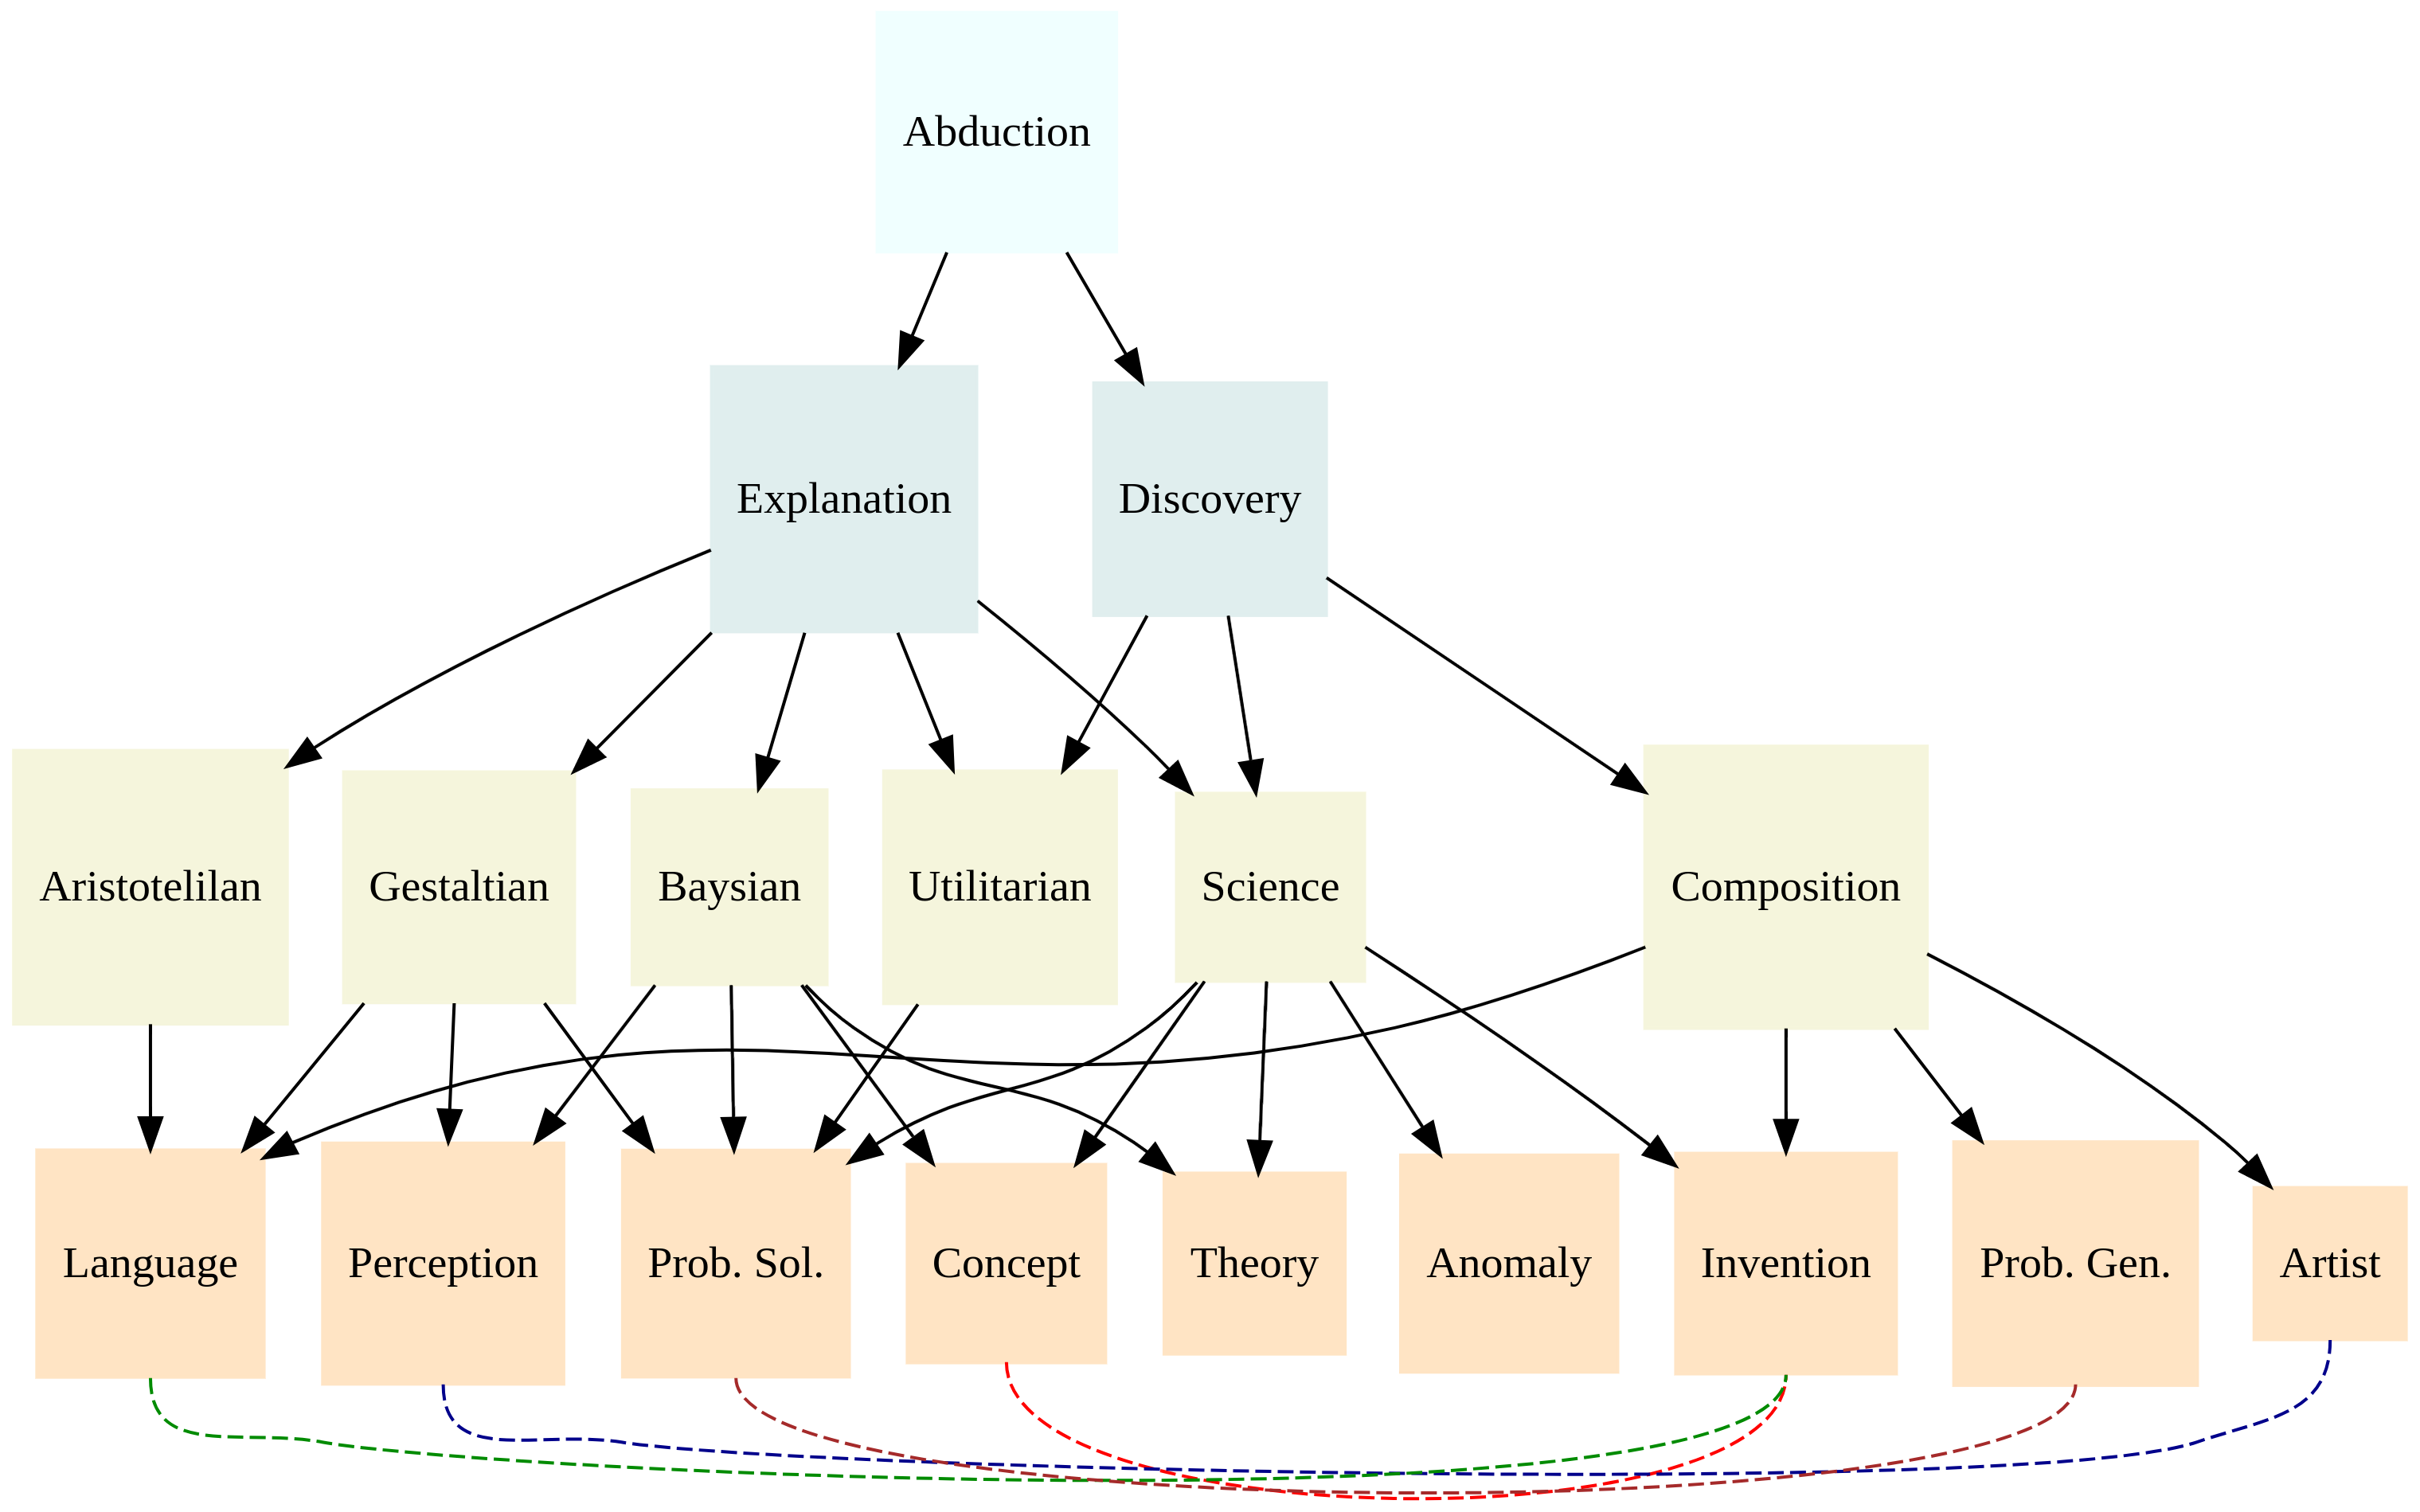 Abduction
Explanation
Discovery
Aristotelilan
Gestaltian
Baysian
Utilitarian
Science
Composition
Language
Perception
Prob. Sol.
Concept
Theory
Anomaly
Invention
Prob. Gen.
Artist